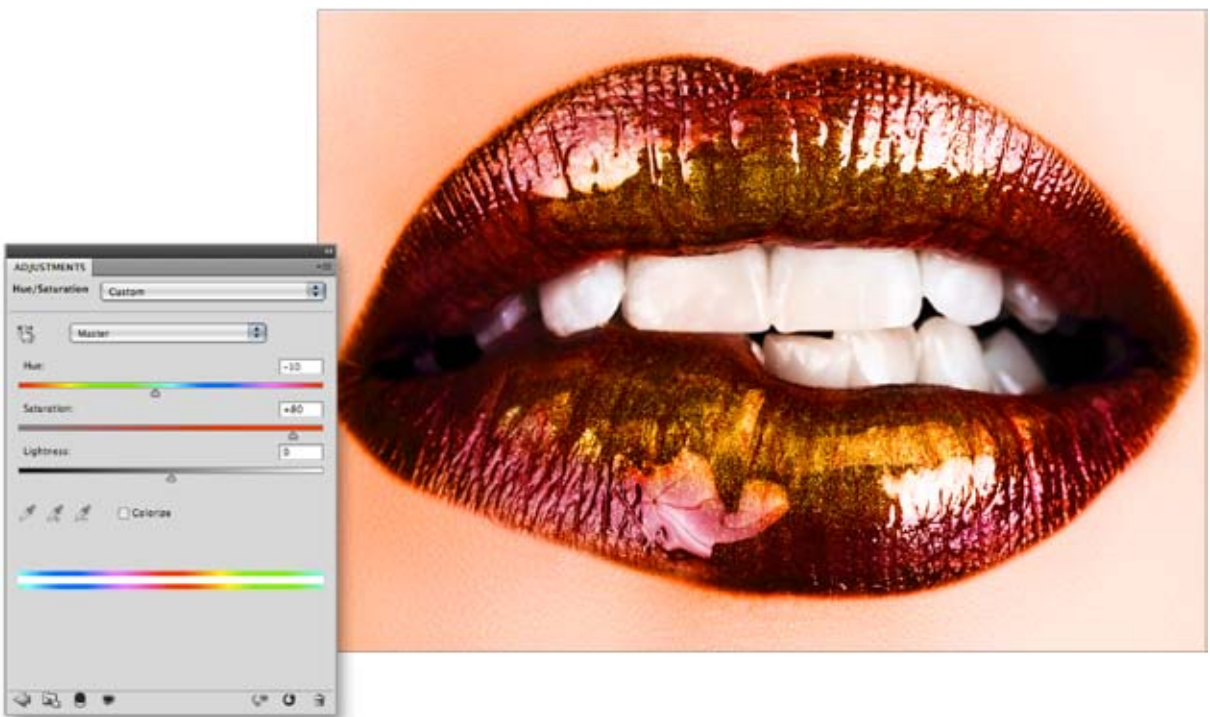 ADJUSTMENTS
Hue/Saturation Custom
Master
Hue: -10
Saturation: +80
Lightness: 0
Colorize